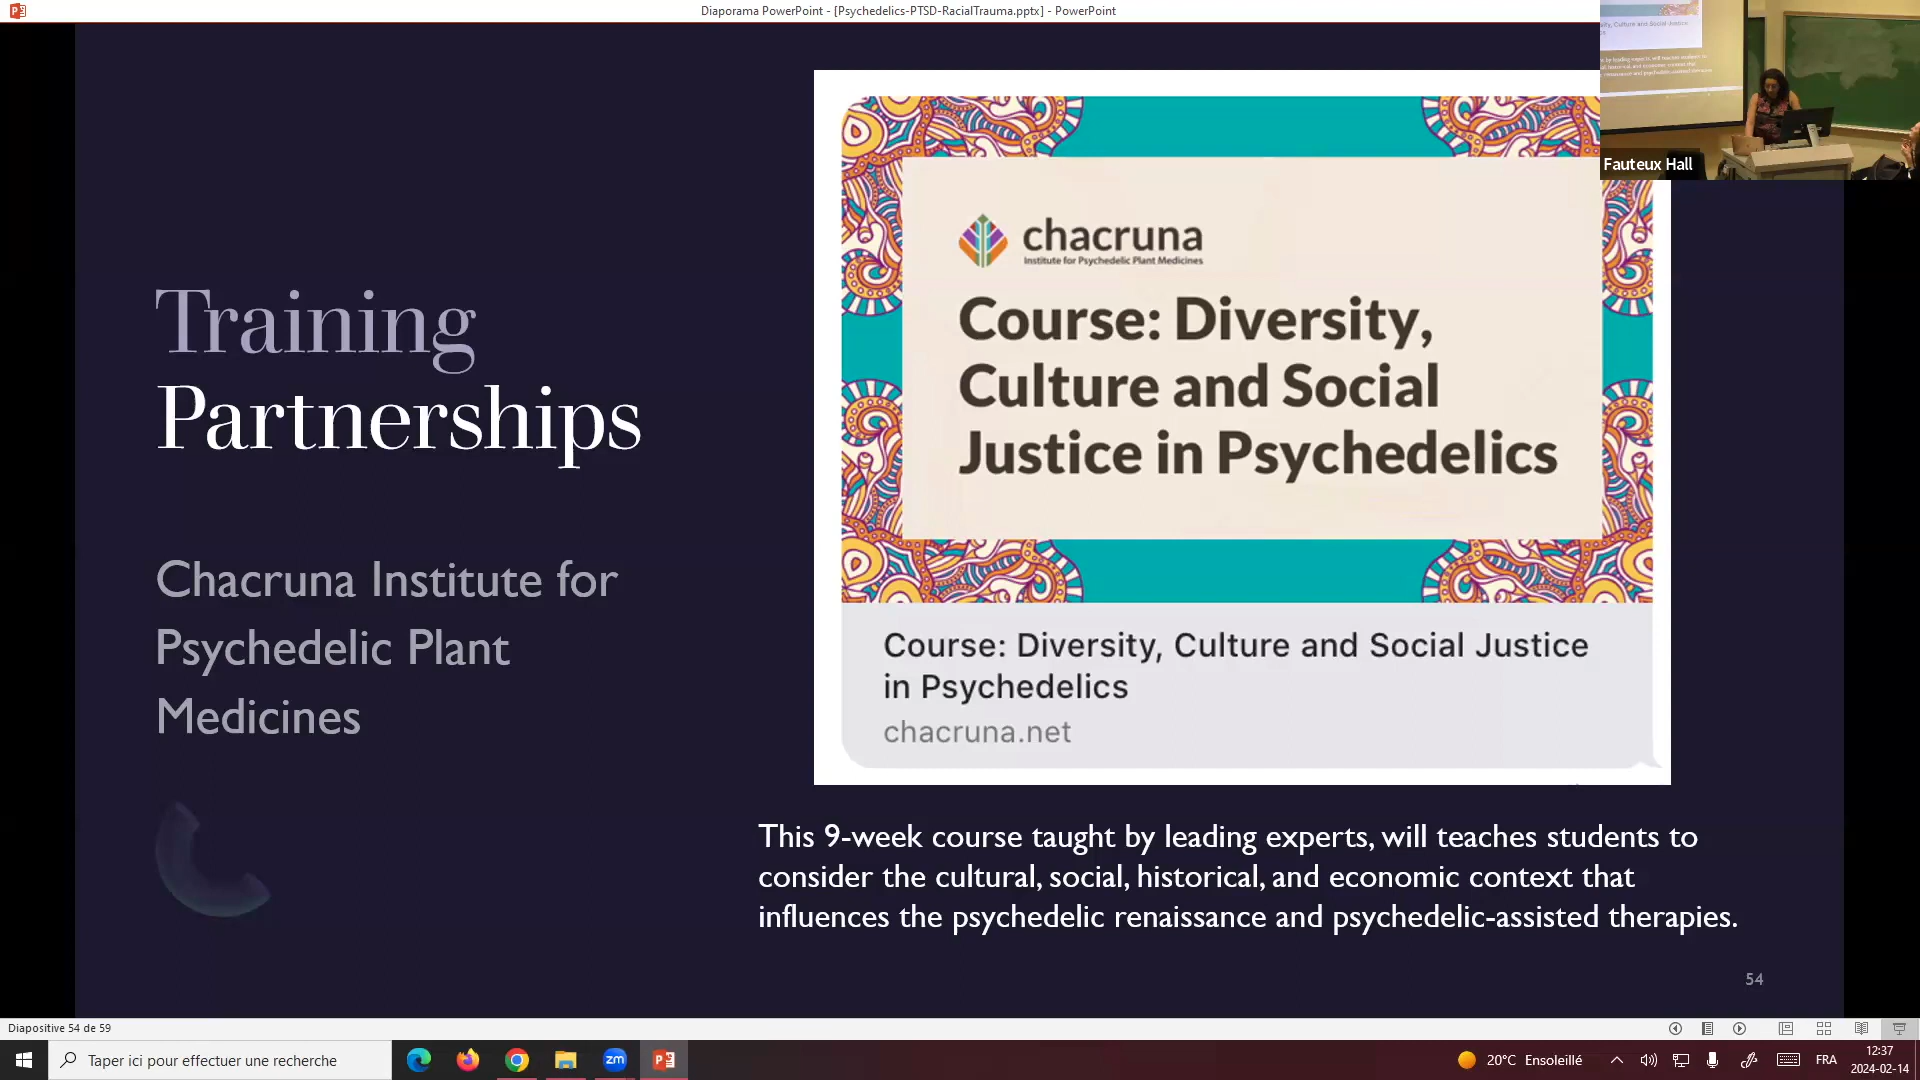 Diaporama PowerPoint - [Psychedelics-PTSD-RacialTrauma.pptx] - PowerPoint
Fauteux Hall
Training
Partnerships
Chacruna Institute for
Psychedelic Plant
Medicines
chacruna
Institute for Psychedelic Plant Medicines
Course: Diversity,
Culture and Social
Justice in Psychedelics
Course: Diversity, Culture and Social Justice
in Psychedelics
chacruna.net
This 9-week course taught by leading experts, will teaches students to
consider the cultural, social, historical, and economic context that
influences the psychedelic renaissance and psychedelic-assisted therapies.
54
Diapositive 54 de 59
Taper ici pour effectuer une recherche
zm
20°C Ensoleillé
FRA
12:37
2024-02-14